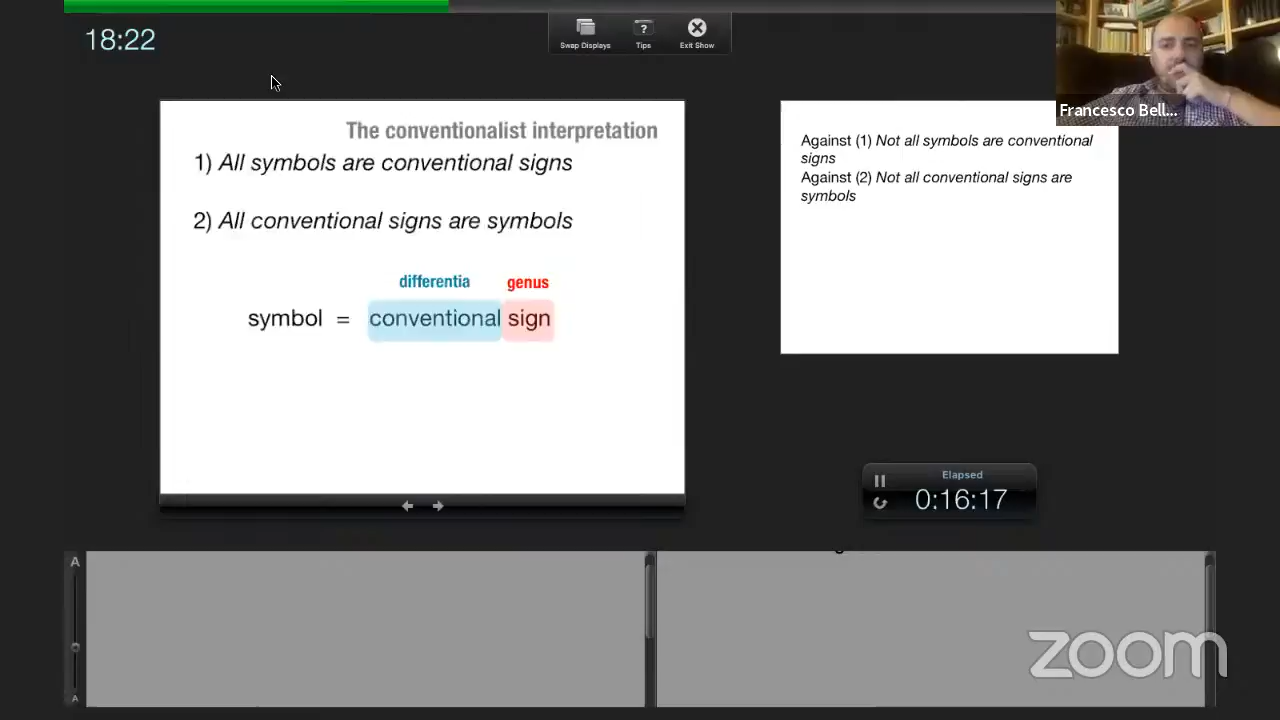 18:22
Swap Displays
Tips
Exit Show
Francesco Bell...
The conventionalist interpretation
1) All symbols are conventional signs
2) All conventional signs are symbols
differentia genus
symbol = conventional sign
Against (1) Not all symbols are conventional
signs
Against (2) Not all conventional signs are
symbols
Elapsed
0:16:17
A
A
zoom